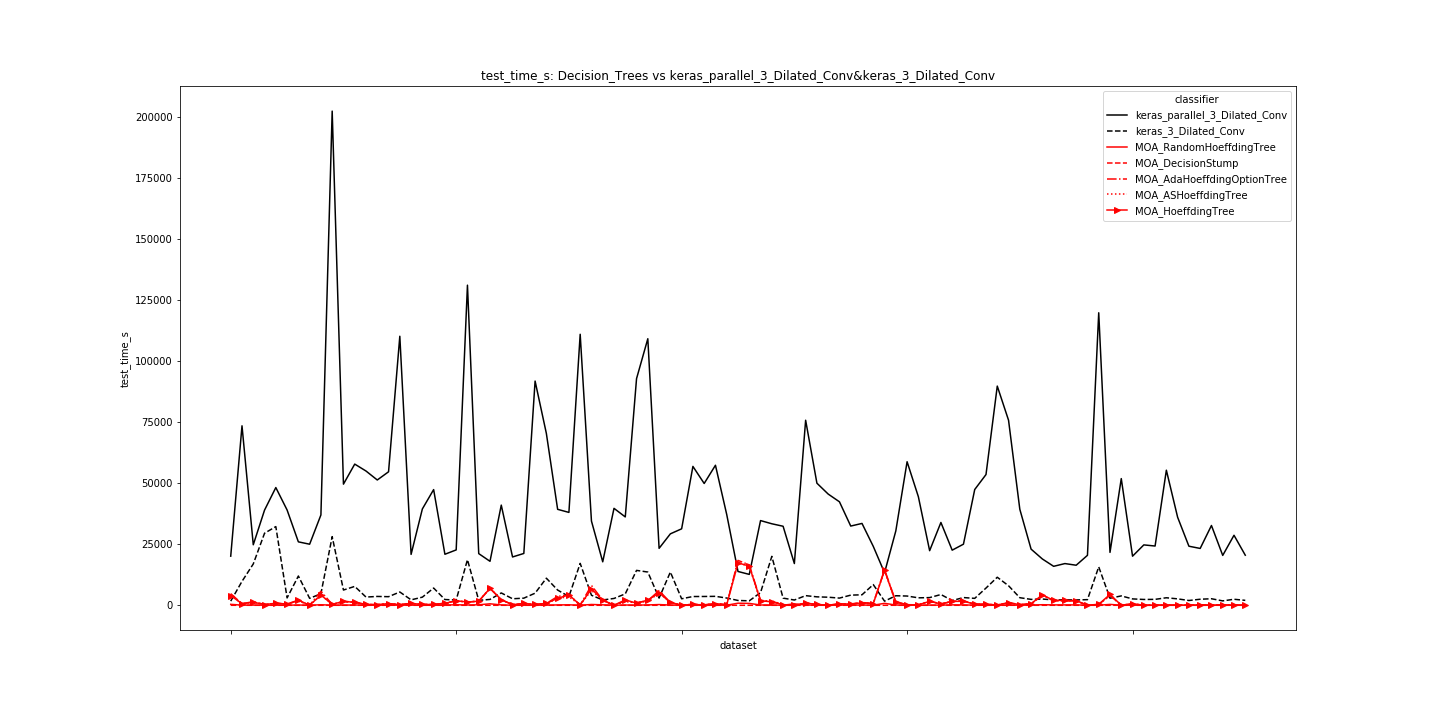 test_time_s: Decision_Trees vs keras_parallel_3_Dilated_Conv&keras_3_Dilated_Conv
classifier
keras_parallel_3_Dilated_Conv
keras_3_Dilated_Conv
MOA_RandomHoeffdingTree
MOA_DecisionStump
MOA_AdaHoeffdingOptionTree
MOA_ASHoeffdingTree
MOA_HoeffdingTree
200000
175000
150000
125000
100000
75000
50000
25000
0
test_time_s
dataset